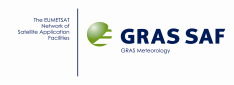 The EUMETSAT
Network of
Satellite Application
Facilities
GRAS SAF
GRAS Meteorology